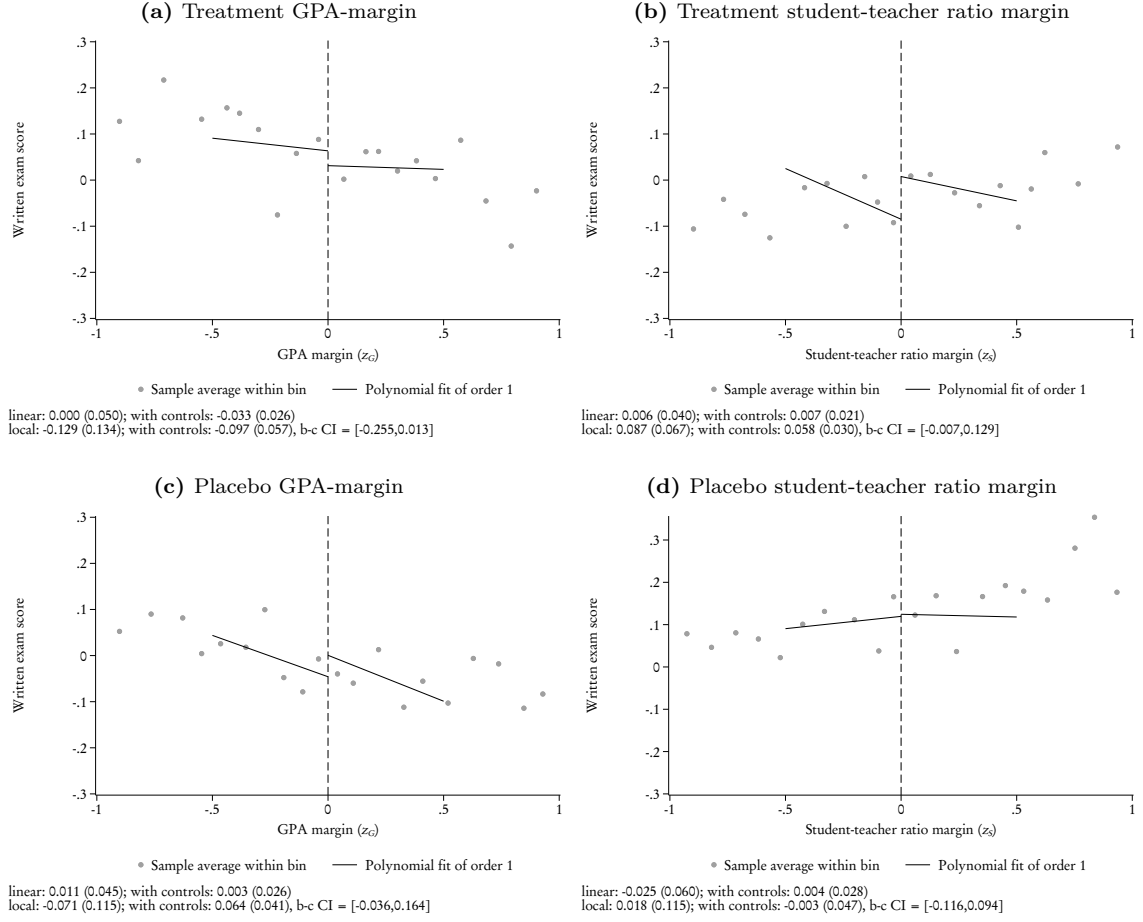 (a) Treatment GPA-margin
.3
.2
.1
0
-.1
-.2
-.3
Written exam score
-1
-.5
0
.5
1
GPA margin (zG)
Sample average within bin
Polynomial fit of order 1
linear: 0.000 (0.050); with controls: -0.033 (0.026)
local: -0.129 (0.134); with controls: -0.097 (0.057), b-c CI = [-0.255,0.013]
(b) Treatment student-teacher ratio margin
.3
.2
.1
0
-.1
-.2
-.3
Written exam score
-1
-.5
0
.5
1
Student-teacher ratio margin (zS)
Sample average within bin
Polynomial fit of order 1
linear: 0.006 (0.040); with controls: 0.007 (0.021)
local: 0.087 (0.067); with controls: 0.058 (0.030), b-c CI = [-0.007,0.129]
(c) Placebo GPA-margin
.3
.2
.1
0
-.1
-.2
-.3
Written exam score
-1
-.5
0
.5
1
GPA margin (zG)
Sample average within bin
Polynomial fit of order 1
linear: 0.011 (0.045); with controls: 0.003 (0.026)
local: -0.071 (0.115); with controls: 0.064 (0.041), b-c CI = [-0.036,0.164]
(d) Placebo student-teacher ratio margin
.3
.2
.1
0
-.1
-.2
-.3
Written exam score
-1
-.5
0
.5
1
Student-teacher ratio margin (zS)
Sample average within bin
Polynomial fit of order 1
linear: -0.025 (0.060); with controls: 0.004 (0.028)
local: 0.018 (0.115); with controls: -0.003 (0.047), b-c CI = [-0.116,0.094]